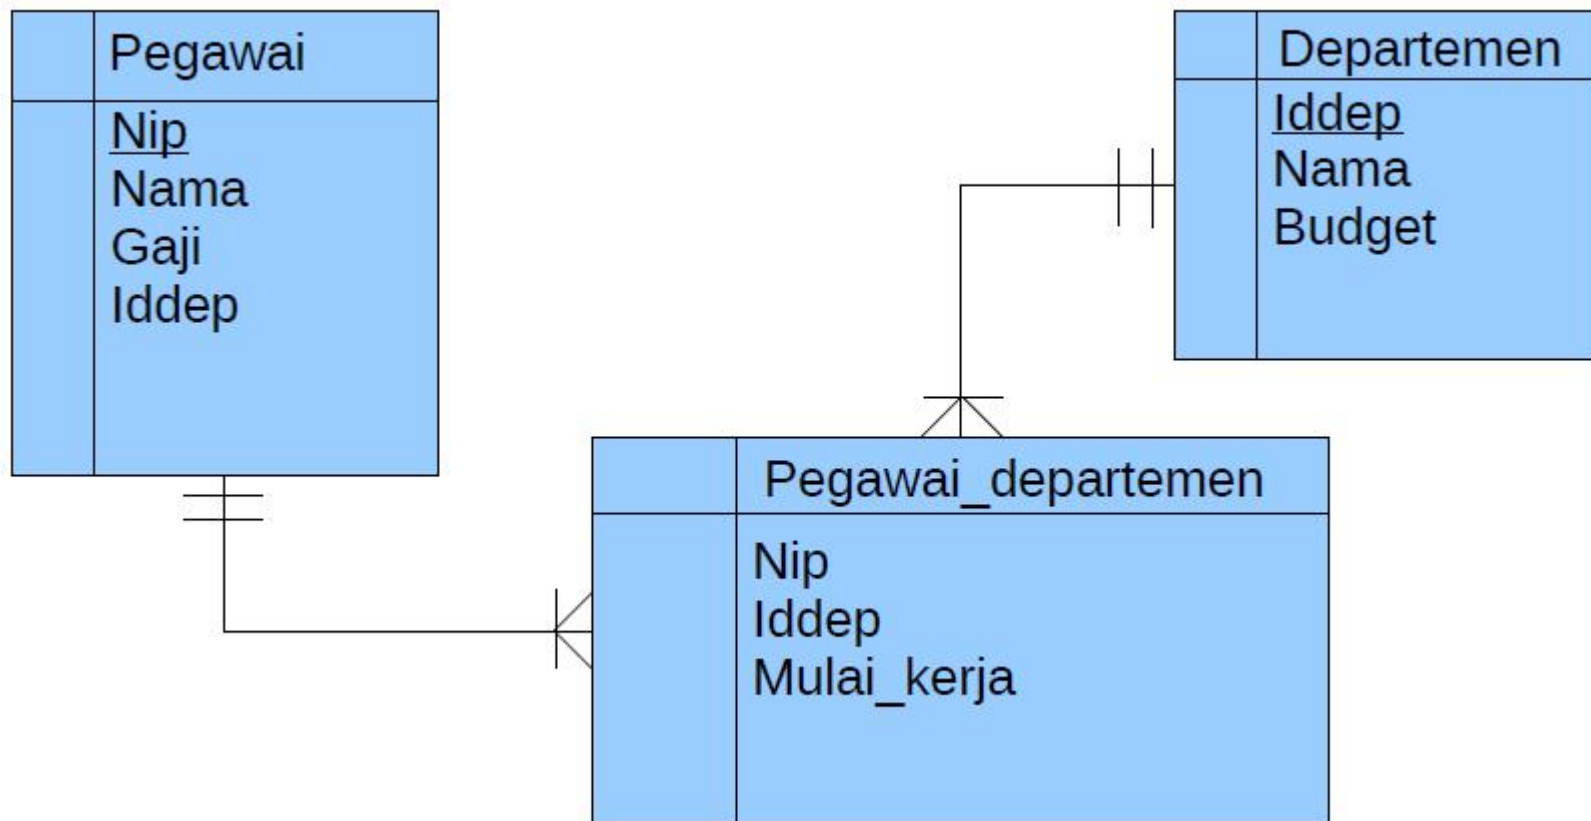 Pegawai
Nip
Nama
Gaji
Iddep
Departemen
Iddep
Nama
Budget
Pegawai_departemen
Nip
Iddep
Mulai_kerja